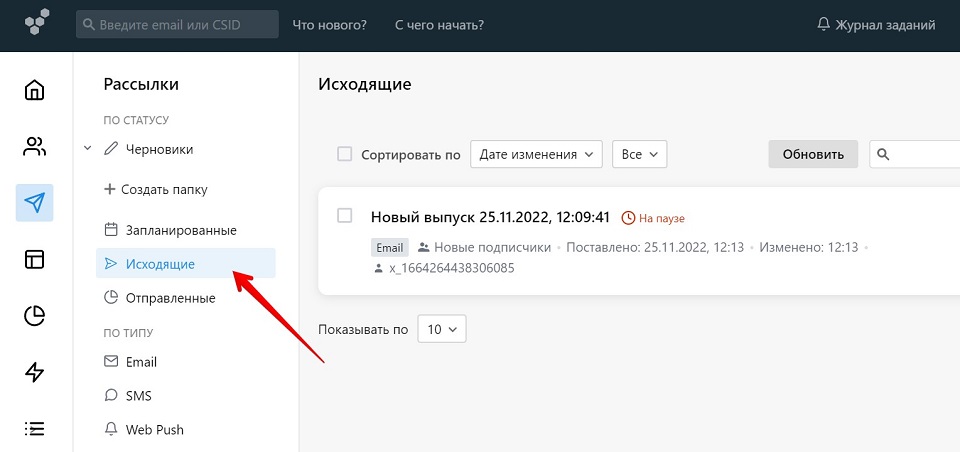 Введите email или CSID
Что нового?
С чего начать?
Журнал заданий
Рассылки
ПО СТАТУСУ
Черновики
Создать папку
Запланированные
Исходящие
Отправленные
ПО ТИПУ
Email
SMS
Web Push
Исходящие
Сортировать по
Дате изменения
Все
Обновить
Новый выпуск 25.11.2022, 12:09:41 На паузе
Email Новые подписчики • Поставлено: 25.11.2022, 12:13 • Изменено: 12:13 •
x_1664264438306085
Показывать по 10